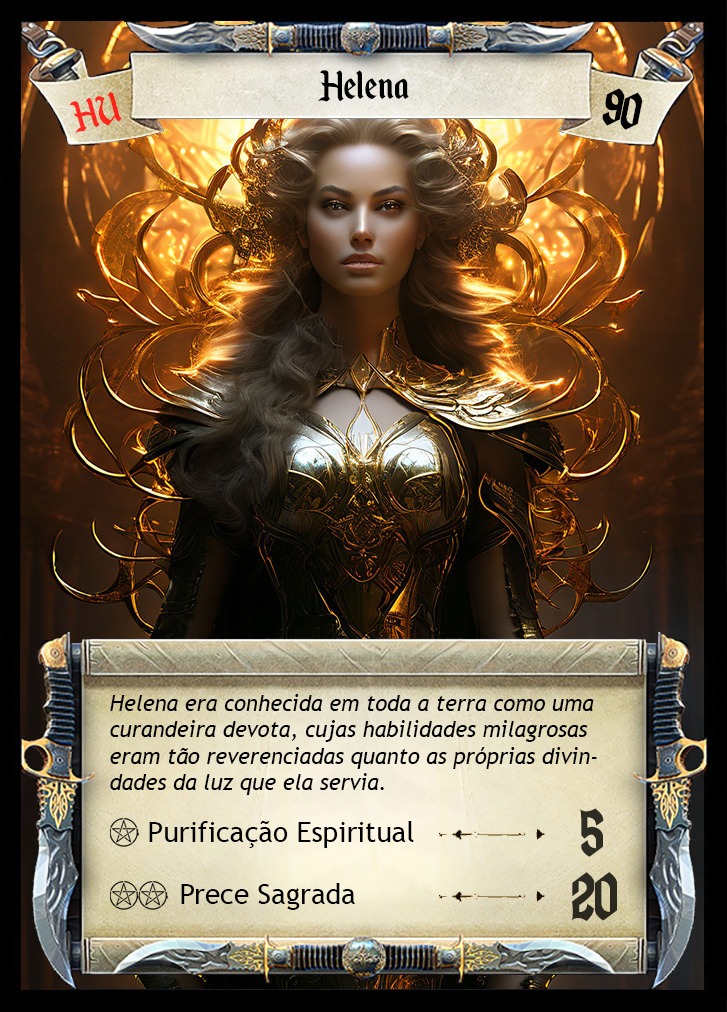 HU
Helena
90
Helena era conhecida em toda a terra como uma
curandeira devota, cujas habilidades milagrosas
eram tão reverenciadas quanto as próprias divin-
dades da luz que ela servia.
Purificação Espiritual 5
Prece Sagrada 20